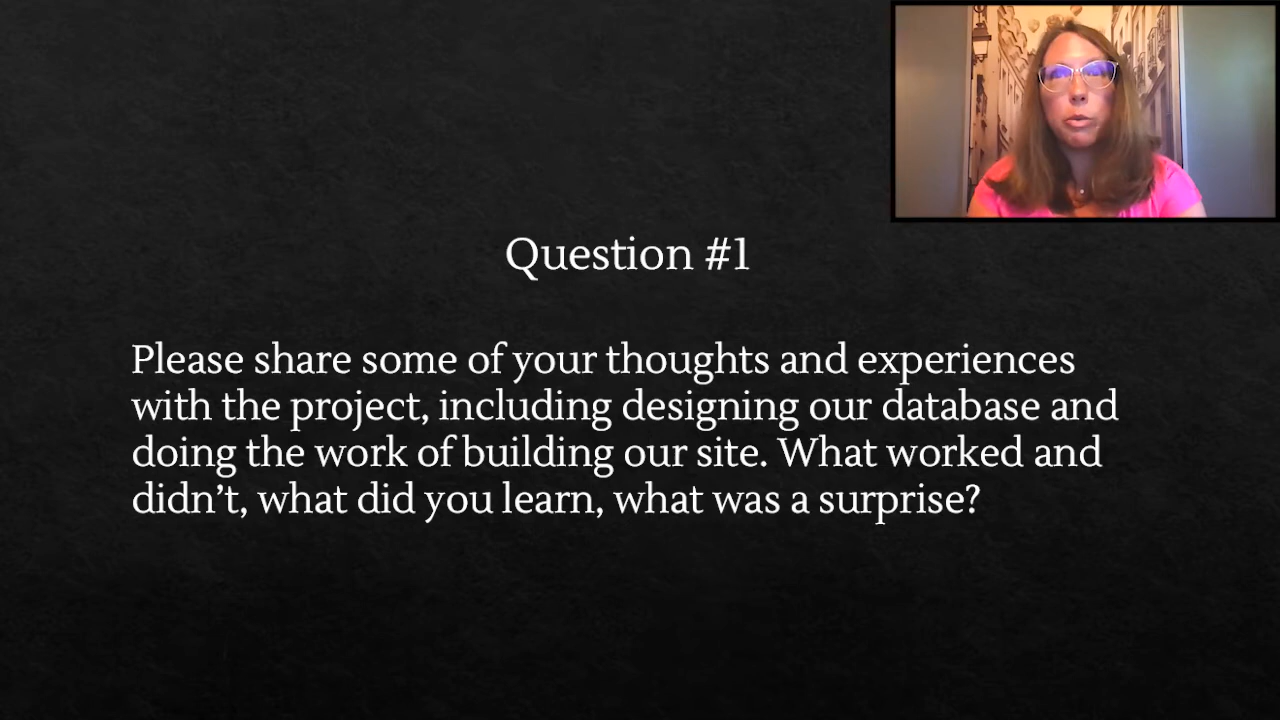 Question #1
Please share some of your thoughts and experiences
with the project, including designing our database and
doing the work of building our site. What worked and
didn’t, what did you learn, what was a surprise?